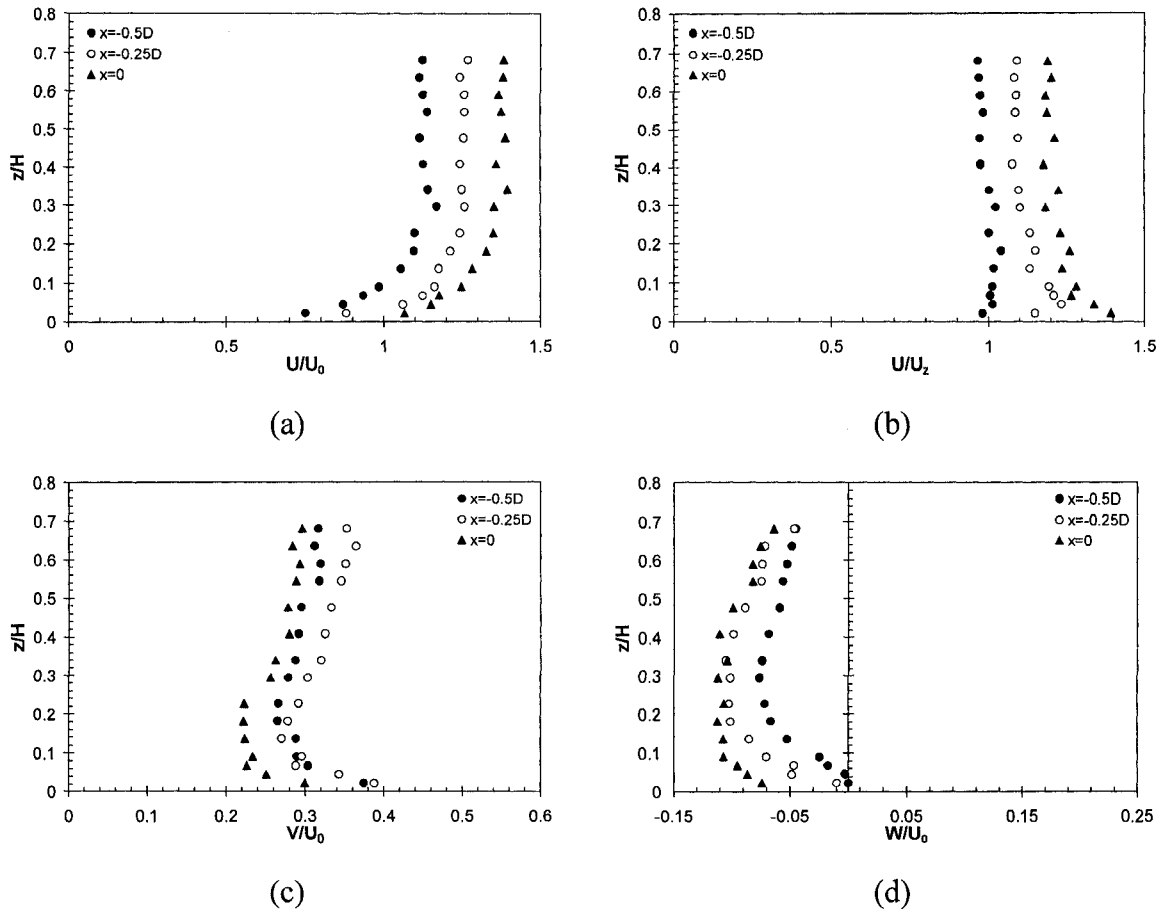 0.8
0.7
0.6
0.5
0.4
0.3
0.2
0.1
0
z/H
● x=-0.5D
○ x=-0.25D
▲ x=0
0 0.5 1 1.5
U/U₀
(a)
0.8
0.7
0.6
0.5
0.4
0.3
0.2
0.1
0
z/H
● x=-0.5D
○ x=-0.25D
▲ x=0
0 0.5 1 1.5
U/U_z
(b)
0.8
0.7
0.6
0.5
0.4
0.3
0.2
0.1
0
z/H
● x=-0.5D
○ x=-0.25D
▲ x=0
0 0.1 0.2 0.3 0.4 0.5 0.6
V/U₀
(c)
0.8
0.7
0.6
0.5
0.4
0.3
0.2
0.1
0
z/H
● x=-0.5D
○ x=-0.25D
▲ x=0
-0.15 -0.05 0.05 0.15 0.25
W/U₀
(d)